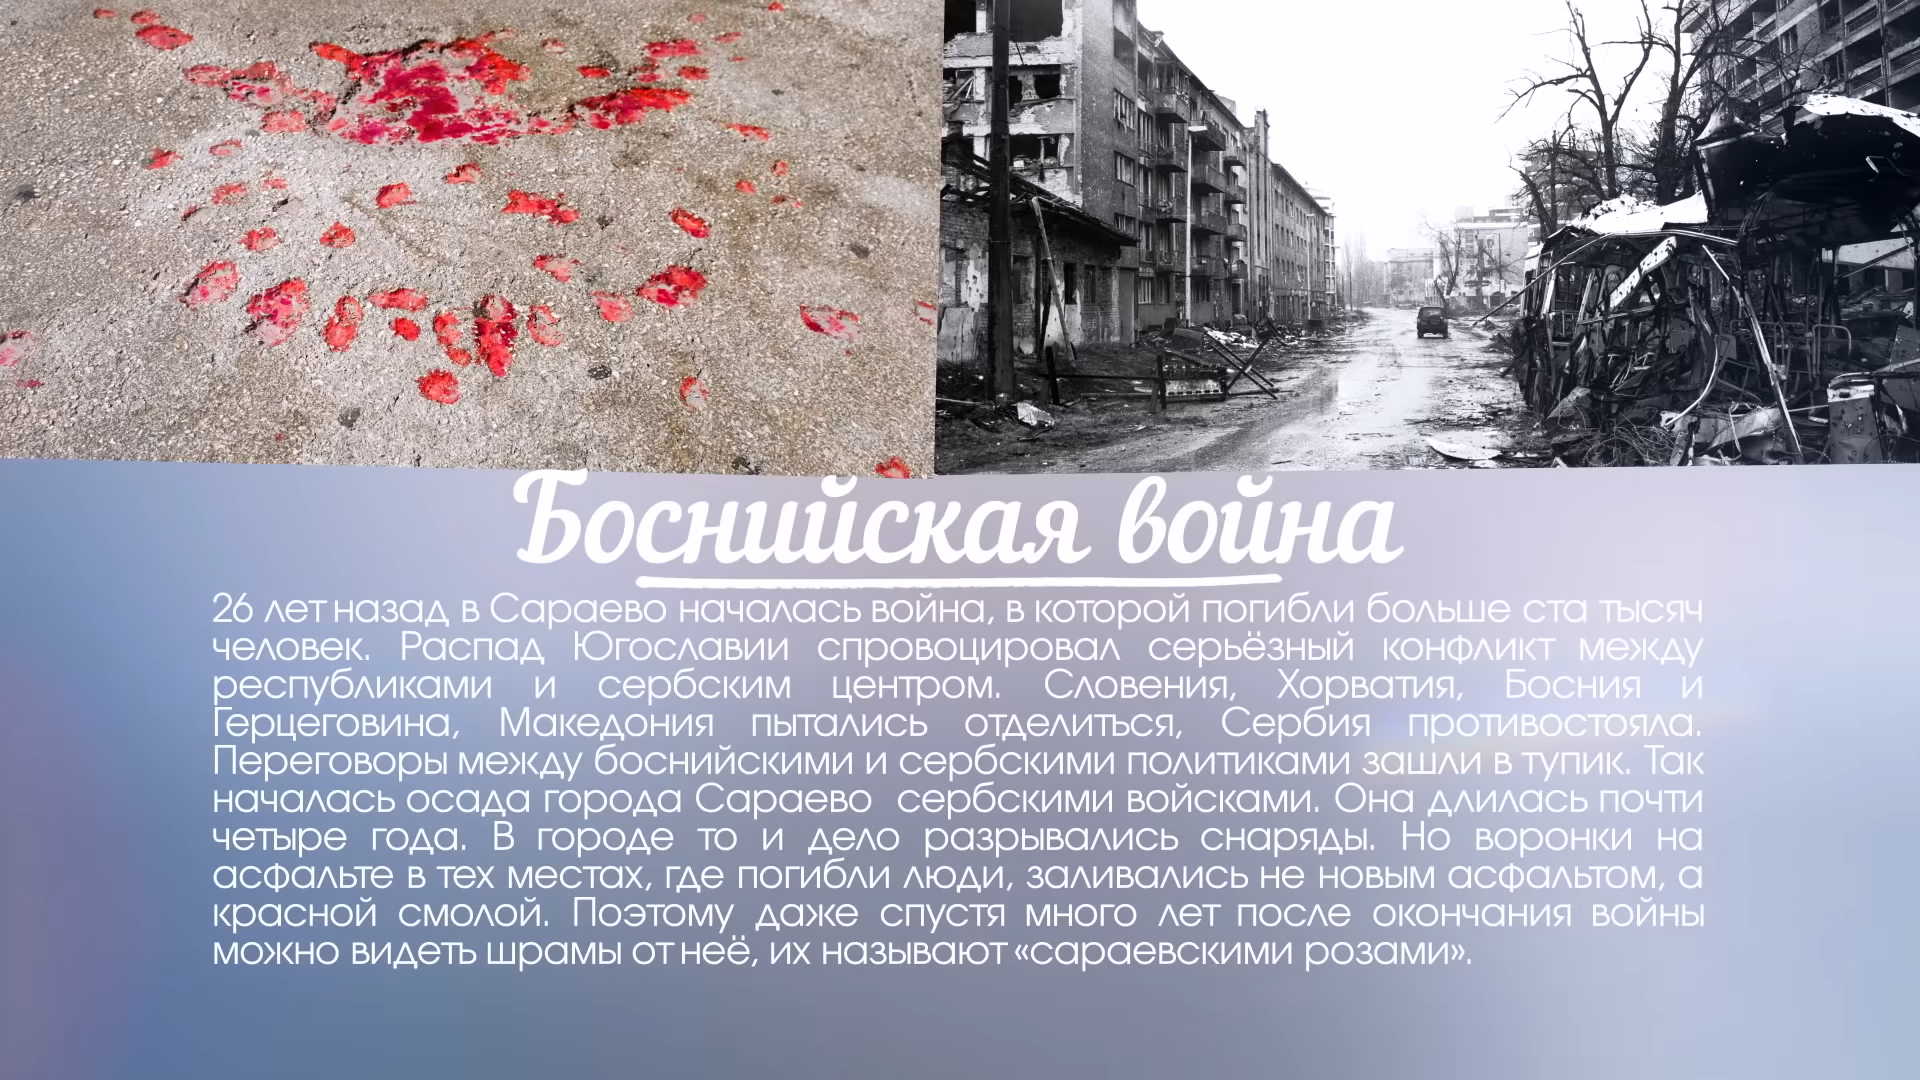 Боснийская война
26 лет назад в Сараево началась война, в которой погибли больше ста тысяч
человек. Распад Югославии спровоцировал серьёзный конфликт между
республиками и сербским центром. Словения, Хорватия, Босния и
Герцеговина, Македония пытались отделиться, Сербия противостояла.
Переговоры между боснийскими и сербскими политиками зашли в тупик. Так
началась осада города Сараево сербскими войсками. Она длилась почти
четыре года. В городе то и дело разрывались снаряды. Но воронки на
асфальте в тех местах, где погибли люди, заливались не новым асфальтом, а
красной смолой. Поэтому даже спустя много лет после окончания войны
можно видеть шрамы от неё, их называют «сараевскими розами».